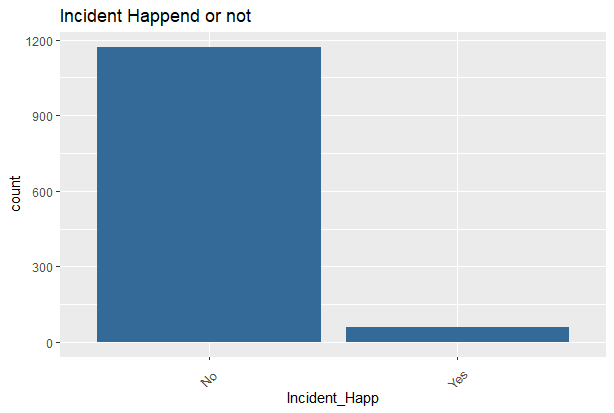 Incident Happend or not
1200
900
600
300
0
count
No
Yes
Incident_Happ